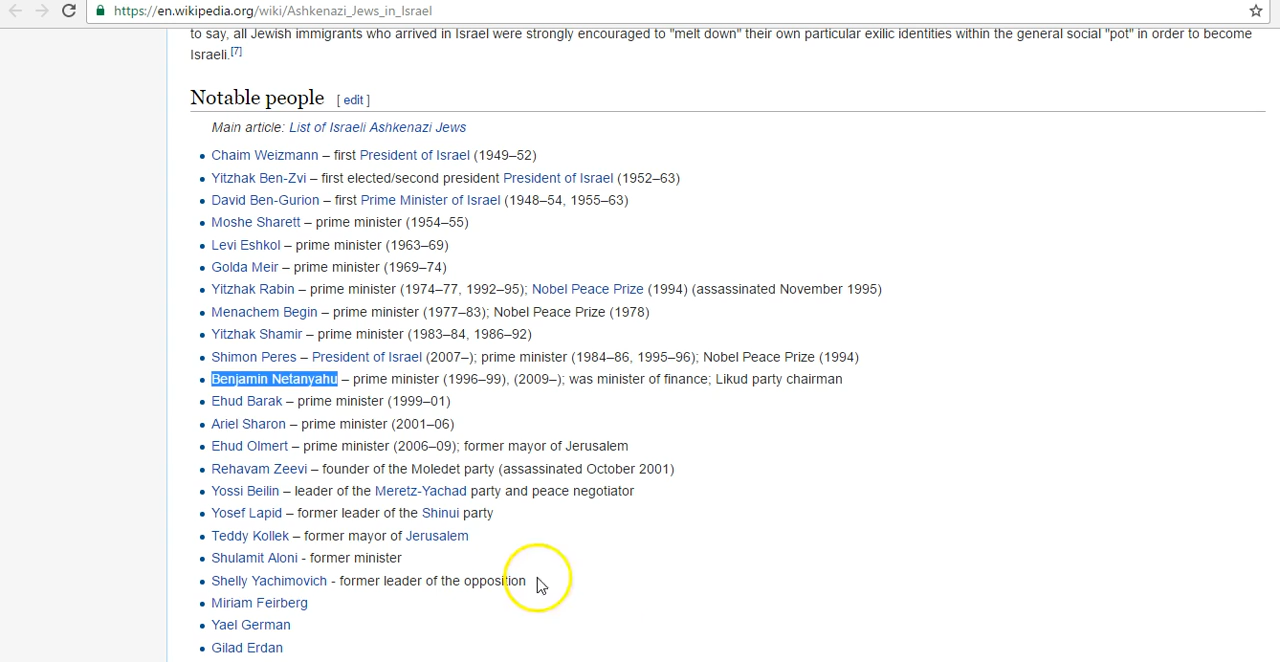 https://en.wikipedia.org/wiki/Ashkenazi_Jews_in_Israel
to say, all Jewish immigrants who arrived in Israel were strongly encouraged to "melt down" their own particular exilic identities within the general social "pot" in order to become
Israeli.[7]
Notable people [ edit ]
Main article: List of Israeli Ashkenazi Jews
• Chaim Weizmann – first President of Israel (1949–52)
• Yitzhak Ben-Zvi – first elected/second president President of Israel (1952–63)
• David Ben-Gurion – first Prime Minister of Israel (1948–54, 1955–63)
• Moshe Sharett – prime minister (1954–55)
• Levi Eshkol – prime minister (1963–69)
• Golda Meir – prime minister (1969–74)
• Yitzhak Rabin – prime minister (1974–77, 1992–95); Nobel Peace Prize (1994) (assassinated November 1995)
• Menachem Begin – prime minister (1977–83); Nobel Peace Prize (1978)
• Yitzhak Shamir – prime minister (1983–84, 1986–92)
• Shimon Peres – President of Israel (2007–); prime minister (1984–86, 1995–96); Nobel Peace Prize (1994)
• Benjamin Netanyahu – prime minister (1996–99), (2009–); was minister of finance; Likud party chairman
• Ehud Barak – prime minister (1999–01)
• Ariel Sharon – prime minister (2001–06)
• Ehud Olmert – prime minister (2006–09); former mayor of Jerusalem
• Rehavam Zeevi – founder of the Moledet party (assassinated October 2001)
• Yossi Beilin – leader of the Meretz-Yachad party and peace negotiator
• Yosef Lapid – former leader of the Shinui party
• Teddy Kollek – former mayor of Jerusalem
• Shulamit Aloni - former minister
• Shelly Yachimovich - former leader of the opposition
• Miriam Feirberg
• Yael German
• Gilad Erdan